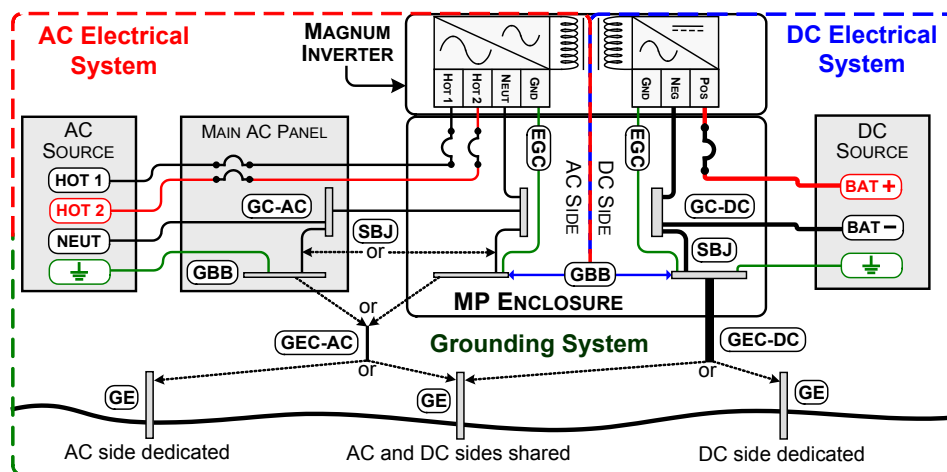 AC Electrical
System
MAGNUM
INVERTER
DC Electrical
System
HOT 1
HOT 2
NEUT
GND
GND
NEG
POS
AC
SOURCE
HOT 1
HOT 2
NEUT
MAIN AC PANEL
GC-AC
SBJ
or
GBB
EGC
AC SIDE
DC SIDE
EGC
GC-DC
SBJ
GBB
MP ENCLOSURE
DC
SOURCE
BAT +
BAT −
or
GEC-AC
or
Grounding System
GEC-DC
or
GE
GE
GE
AC side dedicated
AC and DC sides shared
DC side dedicated